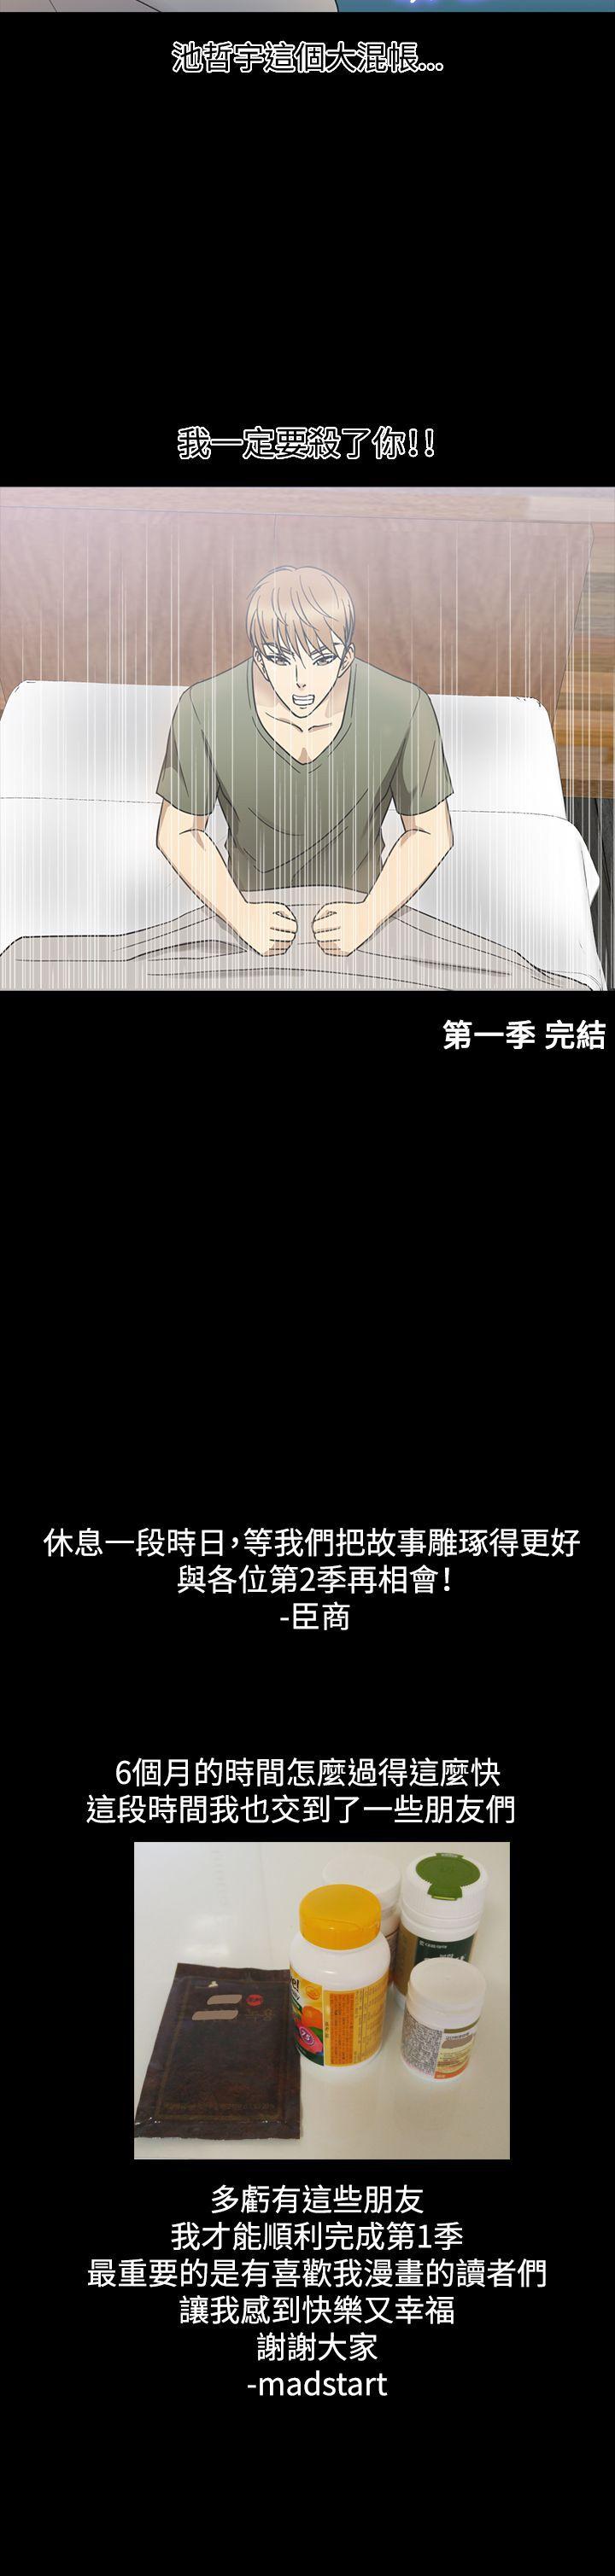 池哲宇這個大混帳...
我一定要殺了你!!
第一季 完結
休息一段時日，等我們把故事雕琢得更好
與各位第2季再相會!
-臣商
6個月的時間怎麼過得這麼快
這段時間我也交到了一些朋友們
多虧有這些朋友
我才能順利完成第1季
最重要的是有喜歡我漫畫的讀者們
讓我感到快樂又幸福
謝謝大家
-madstart